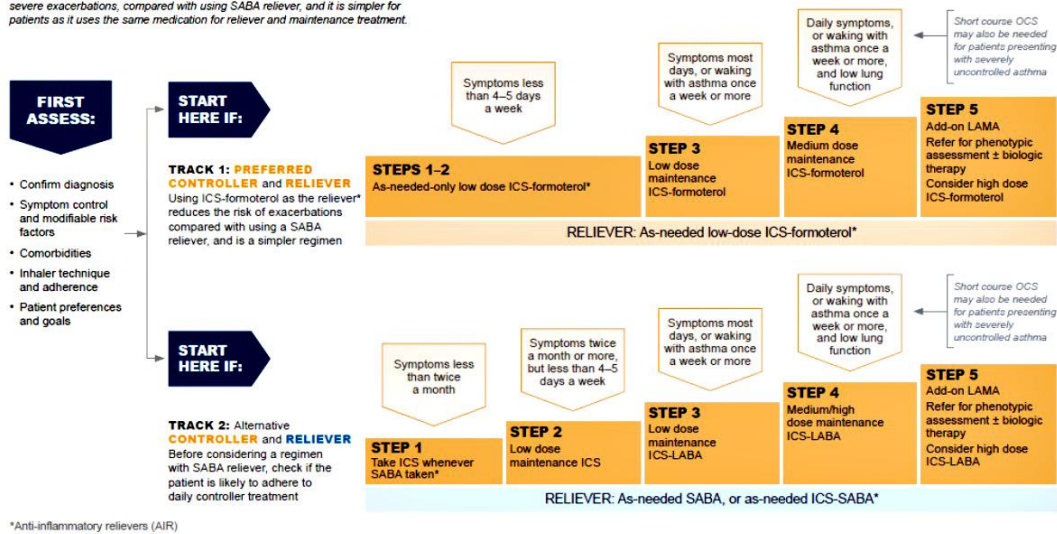 severe exacerbations, compared with using SABA reliever, and it is simpler for
patients as it uses the same medication for reliever and maintenance treatment.
FIRST
ASSESS:
• Confirm diagnosis
• Symptom control
and modifiable risk
factors
• Comorbidities
• Inhaler technique
and adherence
• Patient preferences
and goals
START
HERE IF:
TRACK 1: PREFERRED
CONTROLLER and RELIEVER
Using ICS-formoterol as the reliever*
reduces the risk of exacerbations
compared with using a SABA
reliever, and is a simpler regimen
Symptoms less
than 4–5 days
a week
STEPS 1–2
As-needed-only low dose ICS-formoterol*
Symptoms most
days, or waking
with asthma once
a week or more
STEP 3
Low dose
maintenance
ICS-formoterol
Daily symptoms,
or waking with
asthma once a
week or more,
and low lung
function
STEP 4
Medium dose
maintenance
ICS-formoterol
Short course OCS
may also be needed
for patients presenting
with severely
uncontrolled asthma
STEP 5
Add-on LAMA
Refer for phenotypic
assessment ± biologic
therapy
Consider high dose
ICS-formoterol
RELIEVER: As-needed low-dose ICS-formoterol*
START
HERE IF:
TRACK 2: Alternative
CONTROLLER and RELIEVER
Before considering a regimen
with SABA reliever, check if the
patient is likely to adhere to
daily controller treatment
Symptoms less
than twice
a month
STEP 1
Take ICS whenever
SABA taken*
Symptoms twice
a month or more,
but less than 4–5
days a week
STEP 2
Low dose
maintenance ICS
Symptoms most
days, or waking
with asthma once
a week or more
STEP 3
Low dose
maintenance
ICS-LABA
Daily symptoms,
or waking with
asthma once a
week or more,
and low lung
function
STEP 4
Medium/high
dose maintenance
ICS-LABA
Short course OCS
may also be needed
for patients presenting
with severely
uncontrolled asthma
STEP 5
Add-on LAMA
Refer for phenotypic
assessment ± biologic
therapy
Consider high dose
ICS-LABA
RELIEVER: As-needed SABA, or as-needed ICS-SABA*
*Anti-inflammatory relievers (AIR)